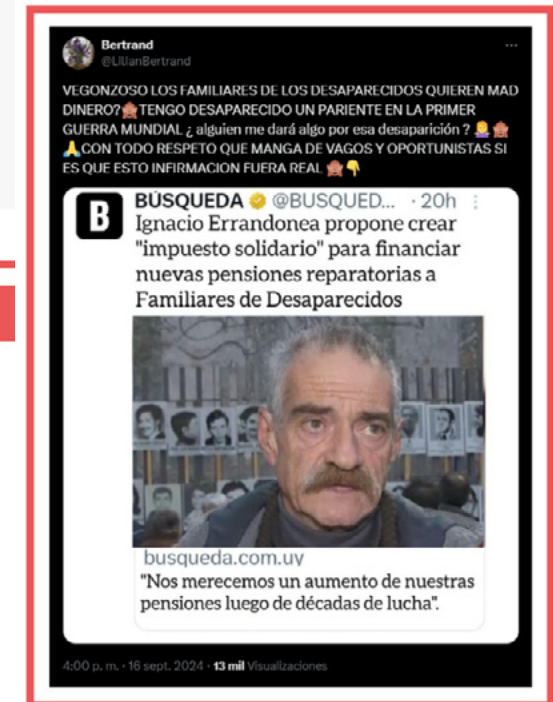 Bertrand
@LilianBertrand
VEGONZOSO LOS FAMILIARES DE LOS DESAPARECIDOS QUIEREN MAD
DINERO?🙈TENGO DESAPARECIDO UN PARIENTE EN LA PRIMER
GUERRA MUNDIAL ¿ alguien me dará algo por esa desaparición ? 🤷‍♀️🙈
🙏CON TODO RESPETO QUE MANGA DE VAGOS Y OPORTUNISTAS SI
ES QUE ESTO INFIRMACION FUERA REAL 🙈👇
B
BÚSQUEDA @BUSQUED... · 20h
Ignacio Errandonea propone crear
"impuesto solidario" para financiar
nuevas pensiones reparatorias a
Familiares de Desaparecidos
busqueda.com.uy
"Nos merecemos un aumento de nuestras
pensiones luego de décadas de lucha".
4:00 p. m. · 16 sept. 2024 · 13 mil Visualizaciones